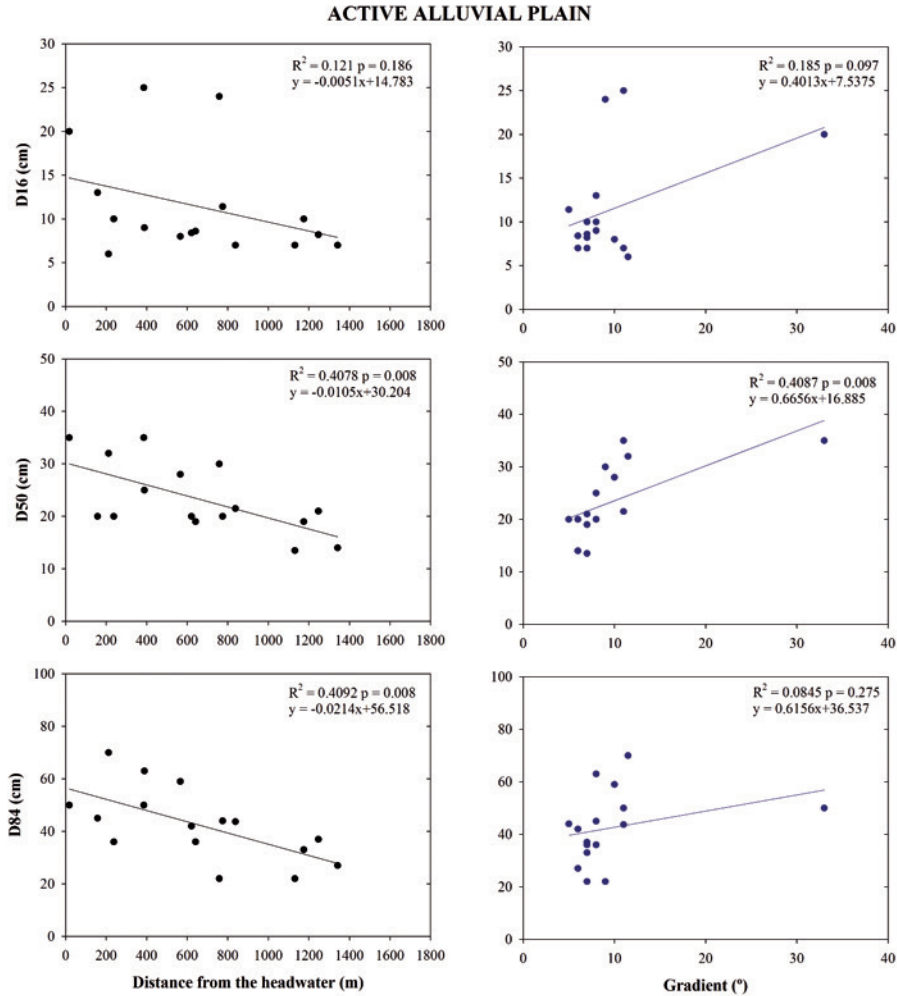 ACTIVE ALLUVIAL PLAIN
30
25
20
15
10
5
0
D16 (cm)
R² = 0.121 p = 0.186
y = -0.0051x+14.783
0 200 400 600 800 1000 1200 1400 1600 1800
30
25
20
15
10
5
0
R² = 0.185 p = 0.097
y = 0.4013x+7.5375
0 10 20 30 40
50
40
30
20
10
0
D50 (cm)
R² = 0.4078 p = 0.008
y = -0.0105x+30.204
0 200 400 600 800 1000 1200 1400 1600 1800
50
40
30
20
10
0
R² = 0.4087 p = 0.008
y = 0.6656x+16.885
0 10 20 30 40
100
80
60
40
20
0
D84 (cm)
R² = 0.4092 p = 0.008
y = -0.0214x+56.518
0 200 400 600 800 1000 1200 1400 1600 1800
Distance from the headwater (m)
100
80
60
40
20
0
R² = 0.0845 p = 0.275
y = 0.6156x+36.537
0 10 20 30 40
Gradient (º)